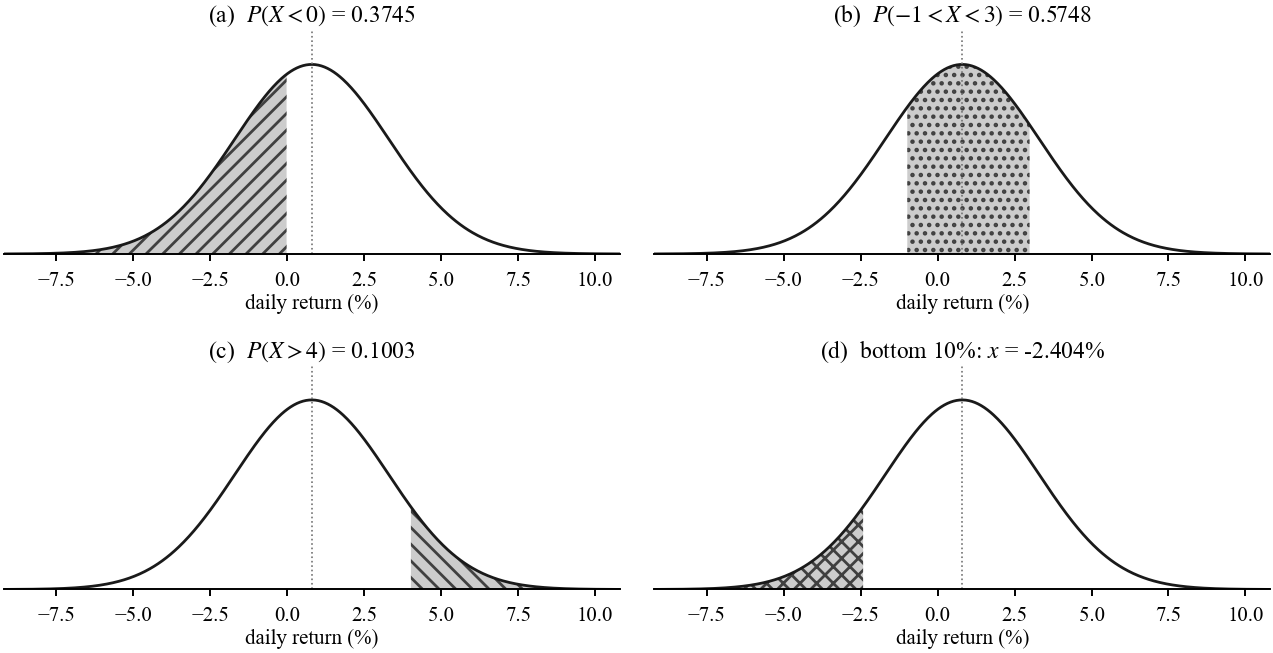 (a) P(X < 0) = 0.3745
−7.5 −5.0 −2.5 0.0 2.5 5.0 7.5 10.0
daily return (%)
(b) P(−1 < X < 3) = 0.5748
−7.5 −5.0 −2.5 0.0 2.5 5.0 7.5 10.0
daily return (%)
(c) P(X > 4) = 0.1003
−7.5 −5.0 −2.5 0.0 2.5 5.0 7.5 10.0
daily return (%)
(d) bottom 10%: x = -2.404%
−7.5 −5.0 −2.5 0.0 2.5 5.0 7.5 10.0
daily return (%)